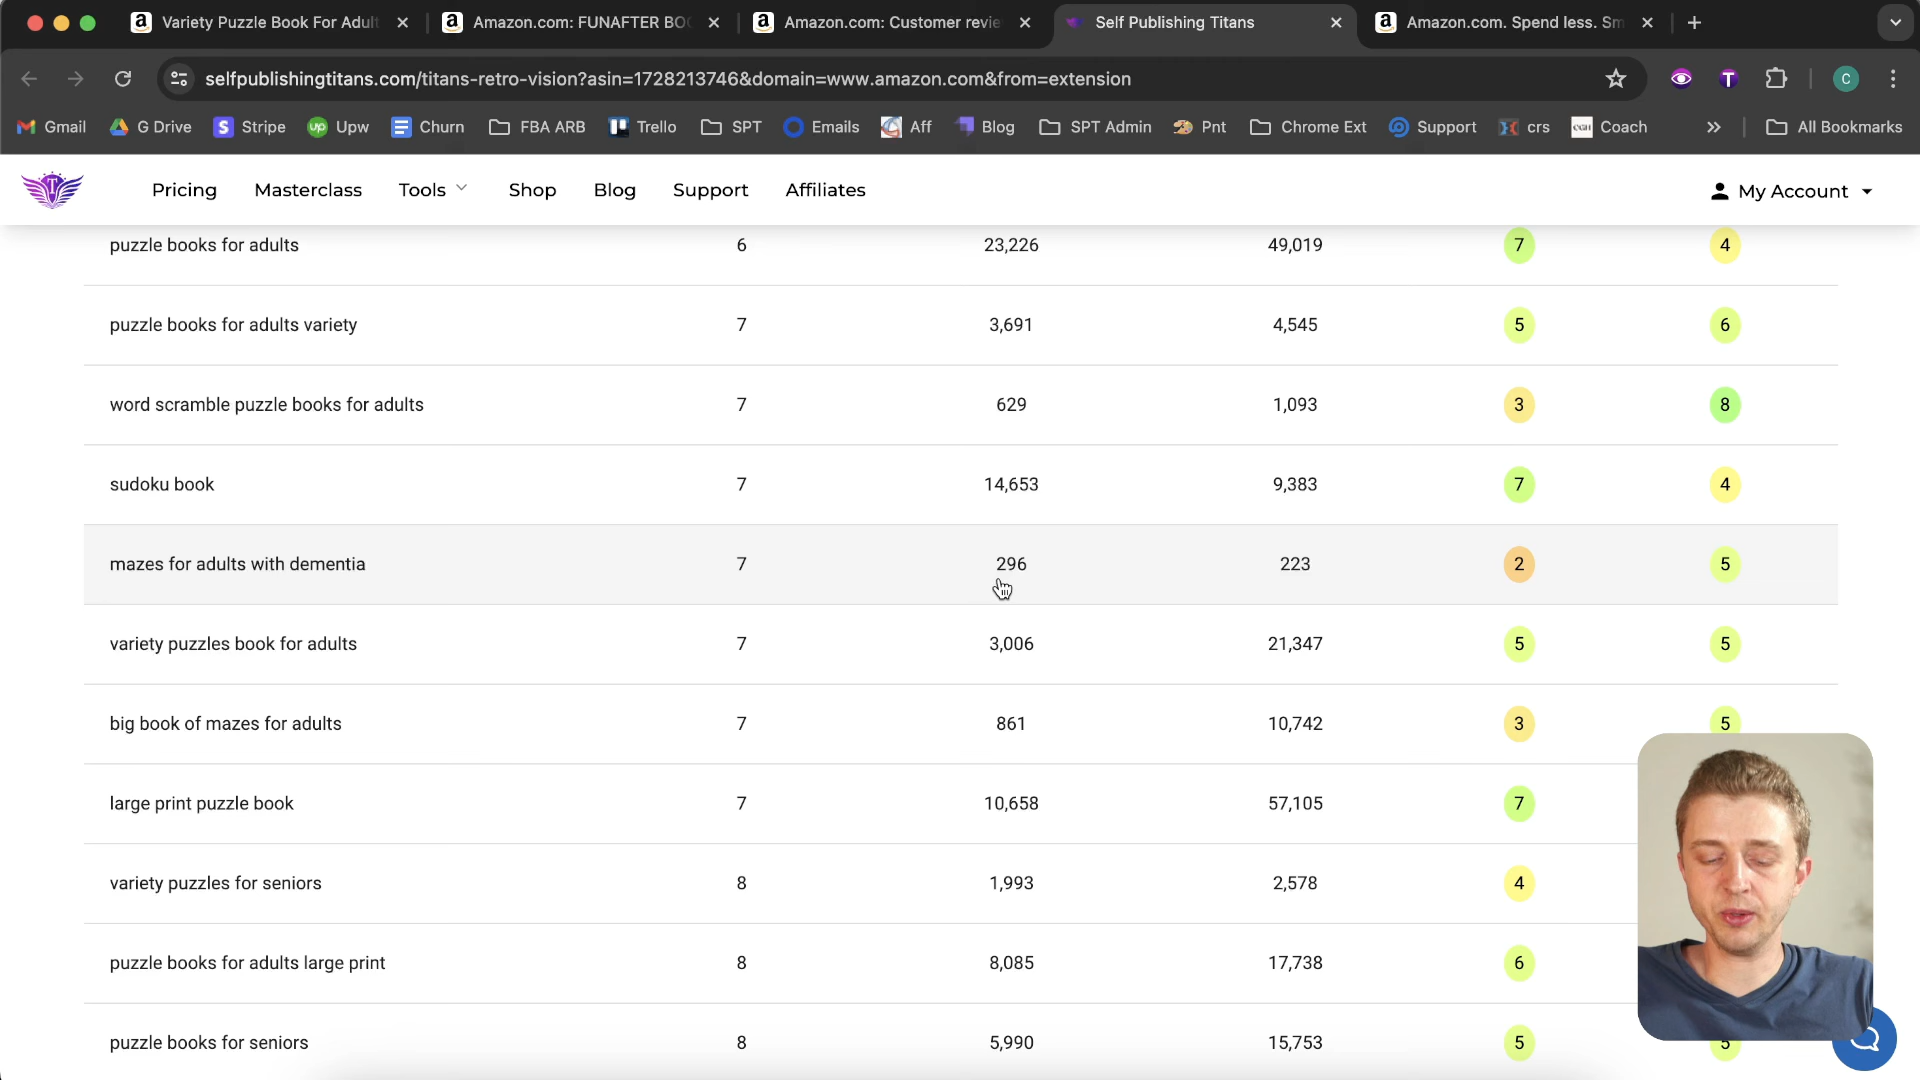 Variety Puzzle Book For Adul
Amazon.com: FUNAFTER BO
Amazon.com: Customer revie
Self Publishing Titans
Amazon.com. Spend less. Sm
selfpublishingtitans.com/titans-retro-vision?asin=1728213746&domain=www.amazon.com&from=extension
T
C
Gmail G Drive Stripe Upw Churn FBA ARB Trello SPT Emails Aff Blog SPT Admin Pnt Chrome Ext Support crs Coach » All Bookmarks
Pricing Masterclass Tools Shop Blog Support Affiliates My Account
puzzle books for adults 6 23,226 49,019 7 4
puzzle books for adults variety 7 3,691 4,545 5 6
word scramble puzzle books for adults 7 629 1,093 3 8
sudoku book 7 14,653 9,383 7 4
mazes for adults with dementia 7 296 223 2 5
variety puzzles book for adults 7 3,006 21,347 5 5
big book of mazes for adults 7 861 10,742 3 5
large print puzzle book 7 10,658 57,105 7
variety puzzles for seniors 8 1,993 2,578 4
puzzle books for adults large print 8 8,085 17,738 6
puzzle books for seniors 8 5,990 15,753 5 5